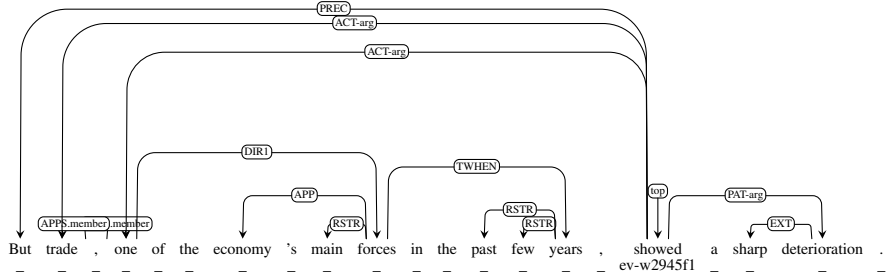 PREC
ACT-arg
ACT-arg
DIR1
TWHEN
APP
top
PAT-arg
RSTR
APPS.member .member
RSTR
RSTR
EXT
But trade , one of the economy 's main forces in the past few years , showed a sharp deterioration .
_ _ _ _ _ _ _ _ _ _ _ _ _ _ _ _ ev-w2945f1 _ _ _ _